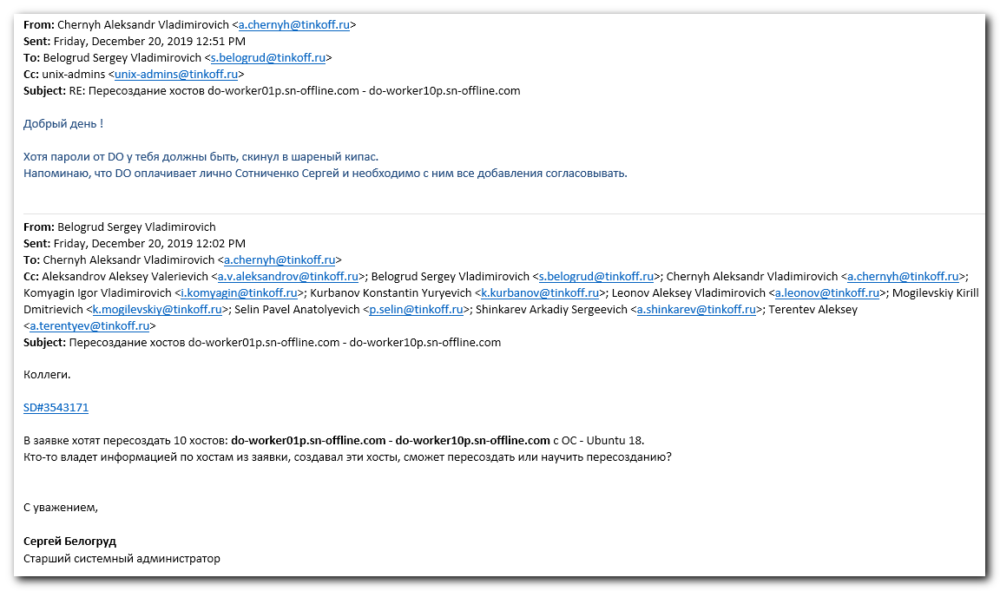 From: Chernyh Aleksandr Vladimirovich <a.chernyh@tinkoff.ru>
Sent: Friday, December 20, 2019 12:51 PM
To: Belogrud Sergey Vladimirovich <s.belogrud@tinkoff.ru>
Cc: unix-admins <unix-admins@tinkoff.ru>
Subject: RE: Пересоздание хостов do-worker01p.sn-offline.com - do-worker10p.sn-offline.com
Добрый день !
Хотя пароли от DO у тебя должны быть, скинул в шареный кипас.
Напоминаю, что DO оплачивает лично Сотниченко Сергей и необходимо с ним все добавления согласовывать.
From: Belogrud Sergey Vladimirovich
Sent: Friday, December 20, 2019 12:02 PM
To: Chernyh Aleksandr Vladimirovich <a.chernyh@tinkoff.ru>
Cc: Aleksandrov Aleksey Valerievich <a.v.aleksandrov@tinkoff.ru>; Belogrud Sergey Vladimirovich <s.belogrud@tinkoff.ru>; Chernyh Aleksandr Vladimirovich <a.chernyh@tinkoff.ru>;
Komyagin Igor Vladimirovich <i.komyagin@tinkoff.ru>; Kurbanov Konstantin Yuryevich <k.kurbanov@tinkoff.ru>; Leonov Aleksey Vladimirovich <a.leonov@tinkoff.ru>; Mogilevskiy Kirill
Dmitrievich <k.mogilevskiy@tinkoff.ru>; Selin Pavel Anatolyevich <p.selin@tinkoff.ru>; Shinkarev Arkadiy Sergeevich <a.shinkarev@tinkoff.ru>; Terentev Aleksey
<a.terentyev@tinkoff.ru>
Subject: Пересоздание хостов do-worker01p.sn-offline.com - do-worker10p.sn-offline.com
Коллеги.
SD#3543171
В заявке хотят пересоздать 10 хостов: do-worker01p.sn-offline.com - do-worker10p.sn-offline.com с ОС - Ubuntu 18.
Кто-то владет информацией по хостам из заявки, создавал эти хосты, сможет пересоздать или научить пересозданию?
С уважением,
Сергей Белогруд
Старший системный администратор